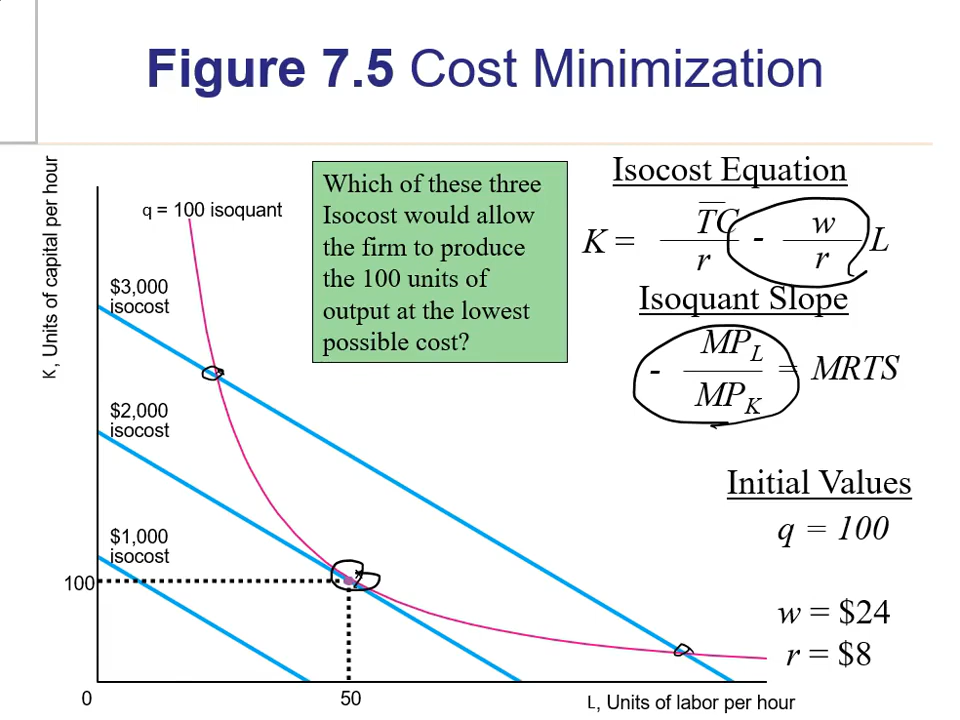 Figure 7.5 Cost Minimization
K, Units of capital per hour
q = 100 isoquant
$3,000
isocost
$2,000
isocost
$1,000
isocost
100
0
50
L, Units of labor per hour
Which of these three
Isocost would allow
the firm to produce
the 100 units of
output at the lowest
possible cost?
Isocost Equation
K = TC̅/r - w/r L
Isoquant Slope
- MP_L/MP_K = MRTS
Initial Values
q = 100
w = $24
r = $8